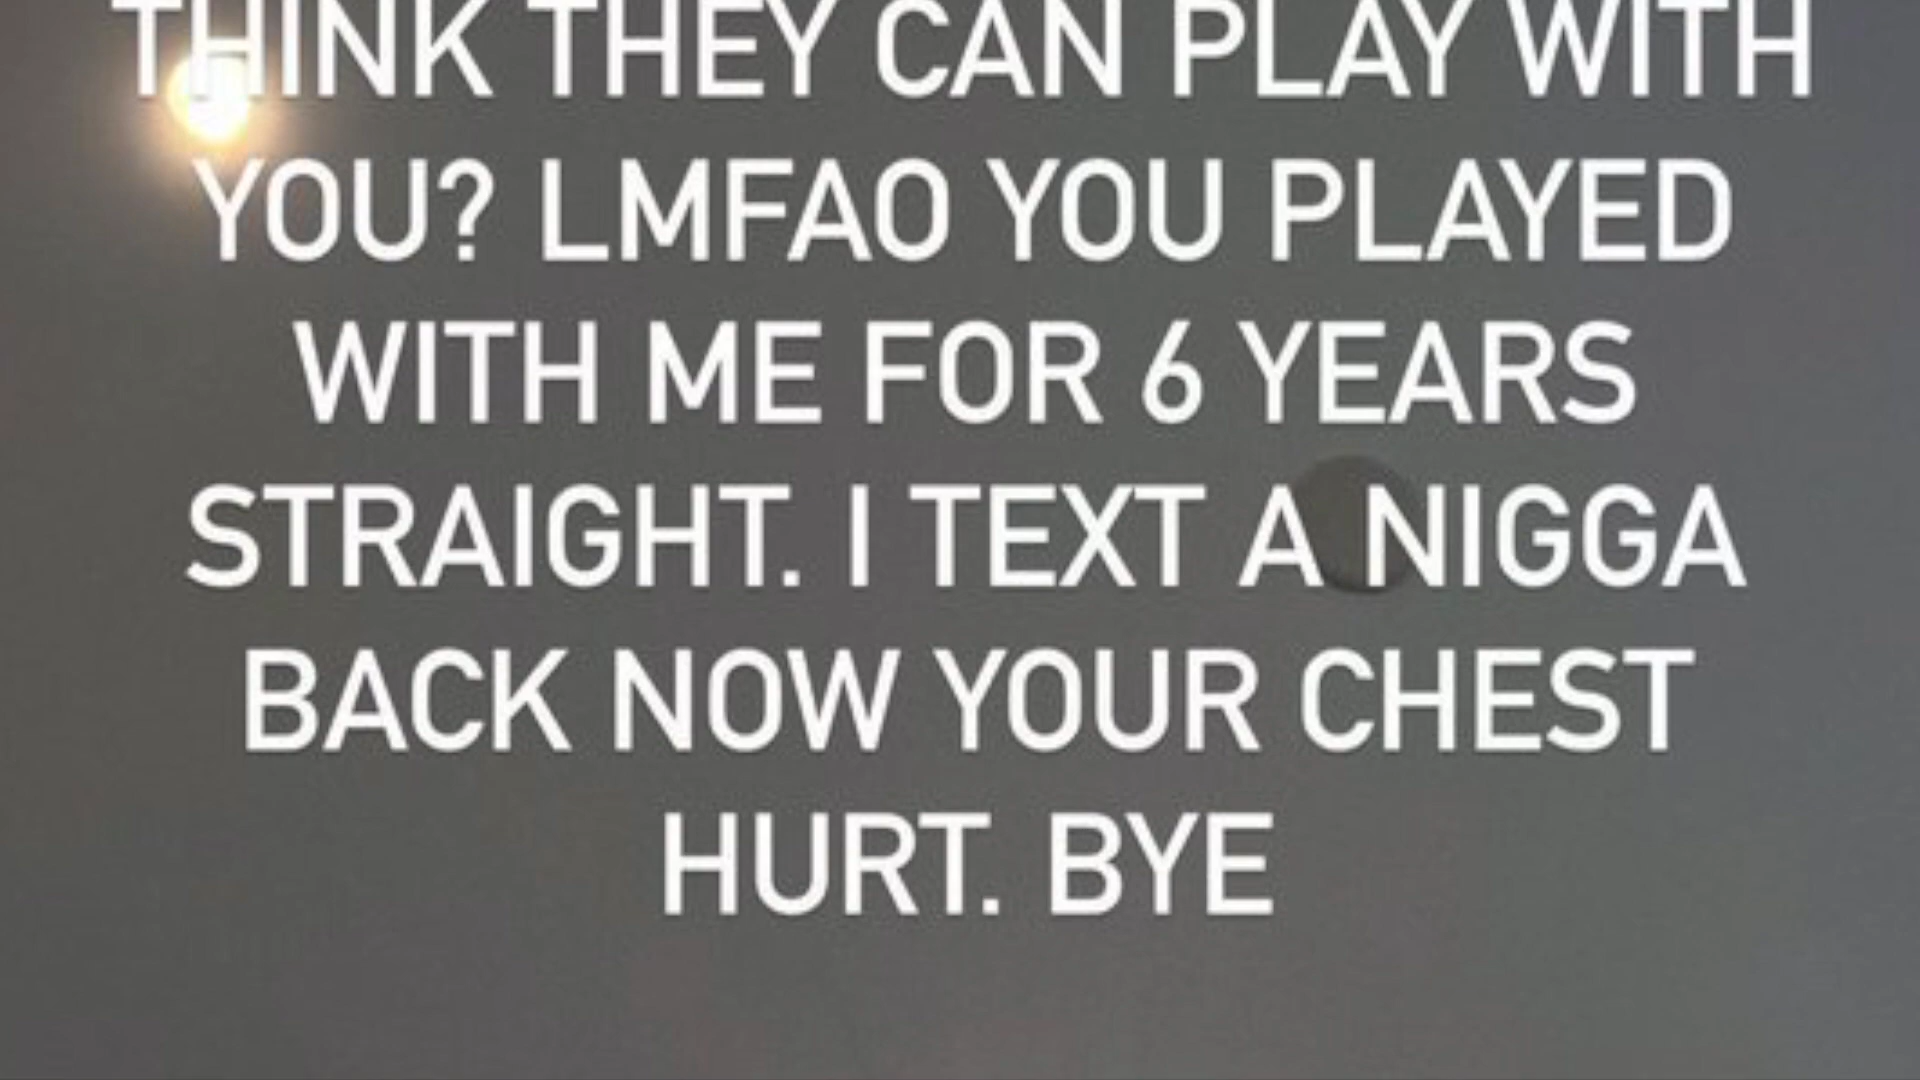 THINK THEY CAN PLAY WITH
YOU? LMFAO YOU PLAYED
WITH ME FOR 6 YEARS
STRAIGHT. I TEXT A NIGGA
BACK NOW YOUR CHEST
HURT. BYE